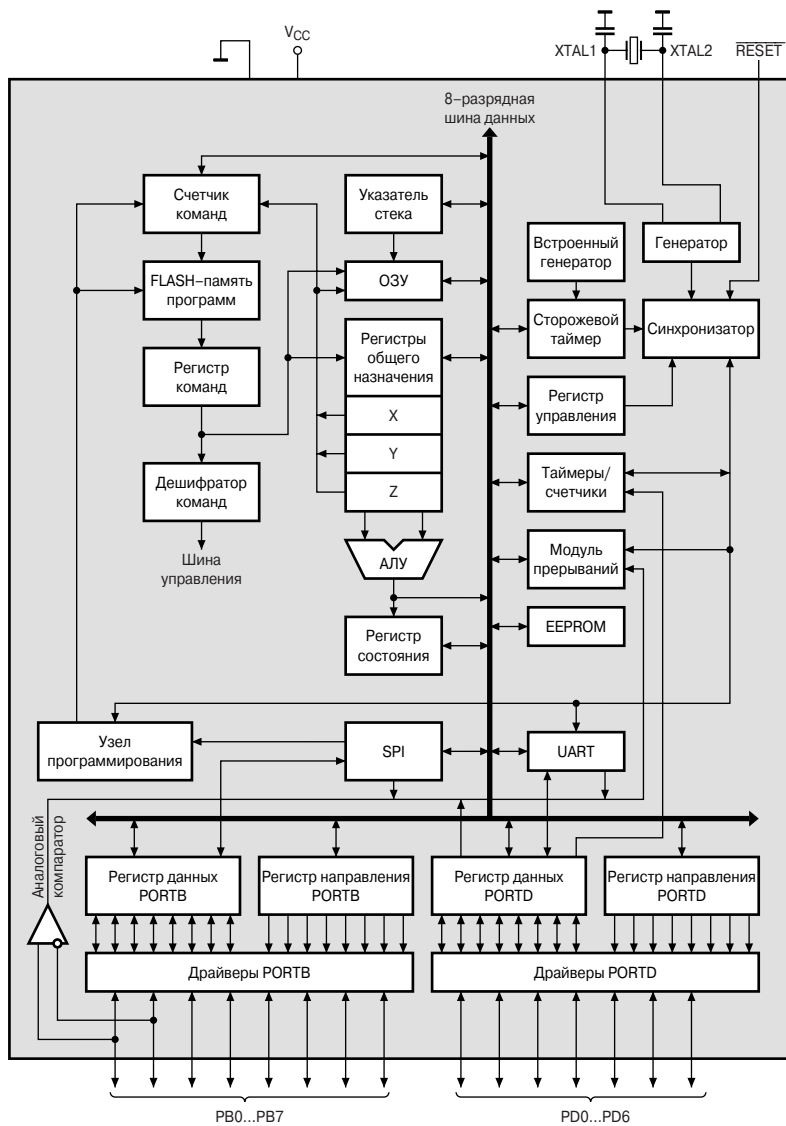 V_CC
XTAL1
XTAL2
RESET
8–разрядная
шина данных
Счетчик
команд
Указатель
стека
Встроенный
генератор
Генератор
FLASH–память
программ
ОЗУ
Сторожевой
таймер
Синхронизатор
Регистр
команд
Регистры
общего
назначения
X
Y
Z
Регистр
управления
Дешифратор
команд
Таймеры/
счетчики
Шина
управления
АЛУ
Модуль
прерываний
Регистр
состояния
EEPROM
Узел
программирования
SPI
UART
Аналоговый
компаратор
Регистр данных
PORTB
Регистр направления
PORTB
Регистр данных
PORTD
Регистр направления
PORTD
Драйверы PORTB
Драйверы PORTD
PB0...PB7
PD0...PD6